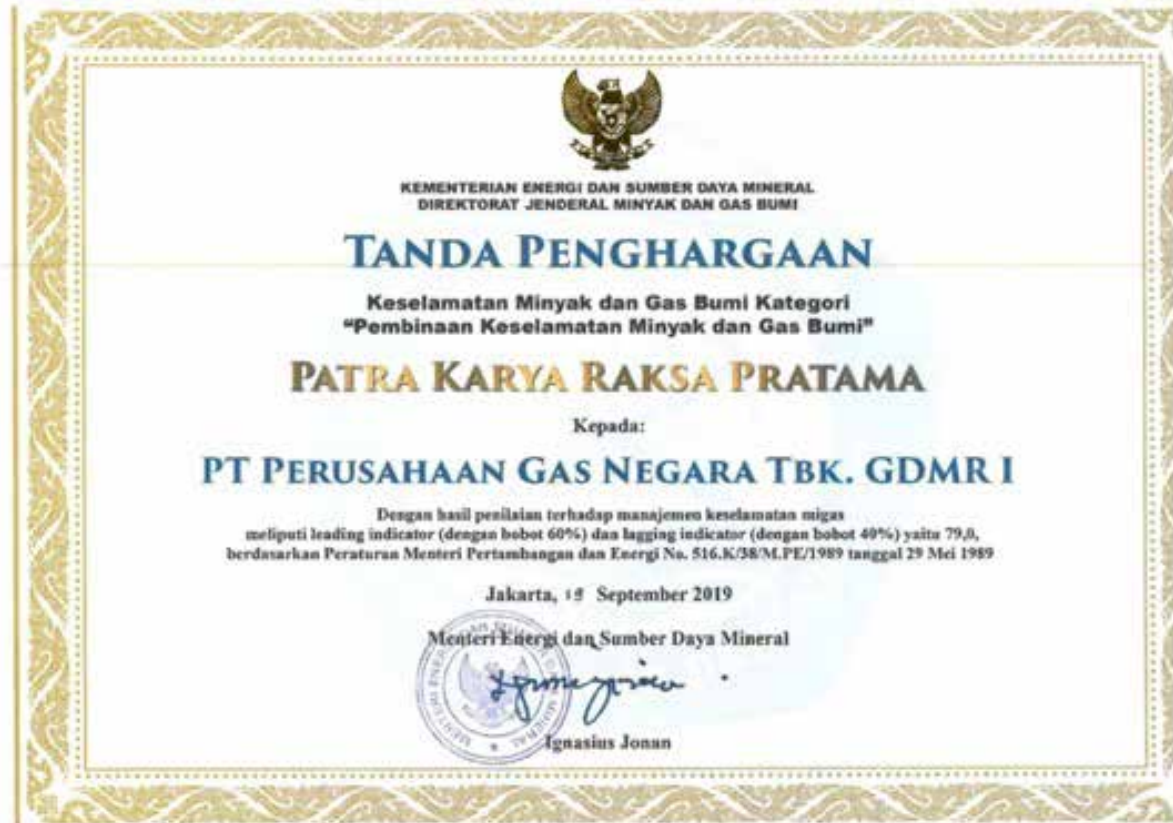 KEMENTERIAN ENERGI DAN SUMBER DAYA MINERAL
DIREKTORAT JENDERAL MINYAK DAN GAS BUMI
TANDA PENGHARGAAN
Keselamatan Minyak dan Gas Bumi Kategori
“Pembinaan Keselamatan Minyak dan Gas Bumi”
PATRA KARYA RAKSA PRATAMA
Kepada:
PT PERUSAHAAN GAS NEGARA TBK. GDMR I
Dengan hasil penilaian terhadap manajemen keselamatan migas
meliputi leading indicator (dengan bobot 60%) dan lagging indicator (dengan bobot 40%) yaitu 79,0,
berdasarkan Peraturan Menteri Pertambangan dan Energi No. 516.K/38/M.PE/1989 tanggal 29 Mei 1989
Jakarta, September 2019
Menteri Energi dan Sumber Daya Mineral
Ignasius Jonan